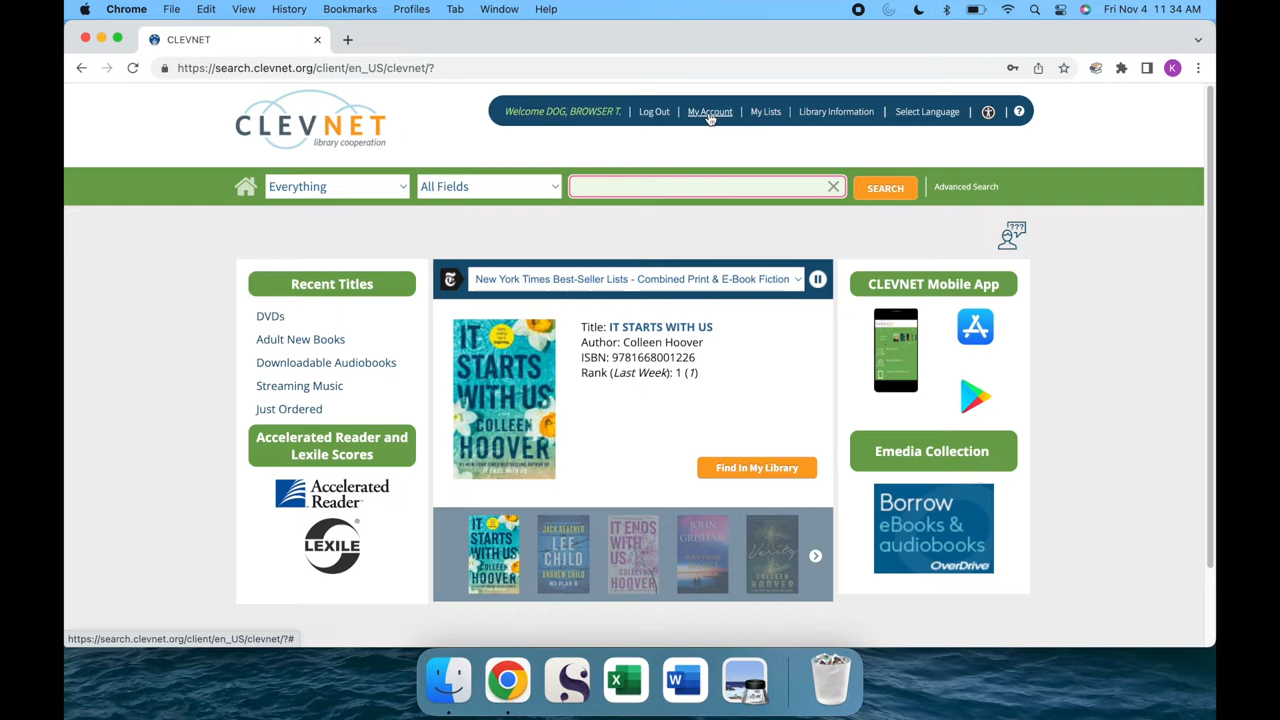 Chrome File Edit View History Bookmarks Profiles Tab Window Help Fri Nov 4 11:34 AM
CLEVNET
https://search.clevnet.org/client/en_US/clevnet/? K
CLEVNET
library cooperation
Welcome DOG, BROWSER T. | Log Out | My Account | My Lists | Library Information | Select Language | | ?
Everything All Fields SEARCH Advanced Search
???
Recent Titles
DVDs
Adult New Books
Downloadable Audiobooks
Streaming Music
Just Ordered
Accelerated Reader and
Lexile Scores
Accelerated
Reader
LEXILE
New York Times Best-Seller Lists - Combined Print & E-Book Fiction
IT
STARTS
WITH
US
COLLEEN
HOOVER
Title: IT STARTS WITH US
Author: Colleen Hoover
ISBN: 9781668001226
Rank (Last Week): 1 (1)
Find In My Library
IT
STARTS
WITH US
COLLEEN
HOOVER
JACK REACHER
LEE
CHILD
ANDREW CHILD
NO PLAN B
IT ENDS
WITH
US
COLLEEN
HOOVER
JOHN
GRISHAM
Verity
COLLEEN
HOOVER
CLEVNET Mobile App
Emedia Collection
Borrow
eBooks &
audiobooks
OverDrive
https://search.clevnet.org/client/en_US/clevnet/?#
S X W